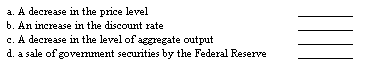 a. A decrease in the price level
b. An increase in the discount rate
c. A decrease in the level of aggregate output
d. a sale of government securities by the Federal Reserve